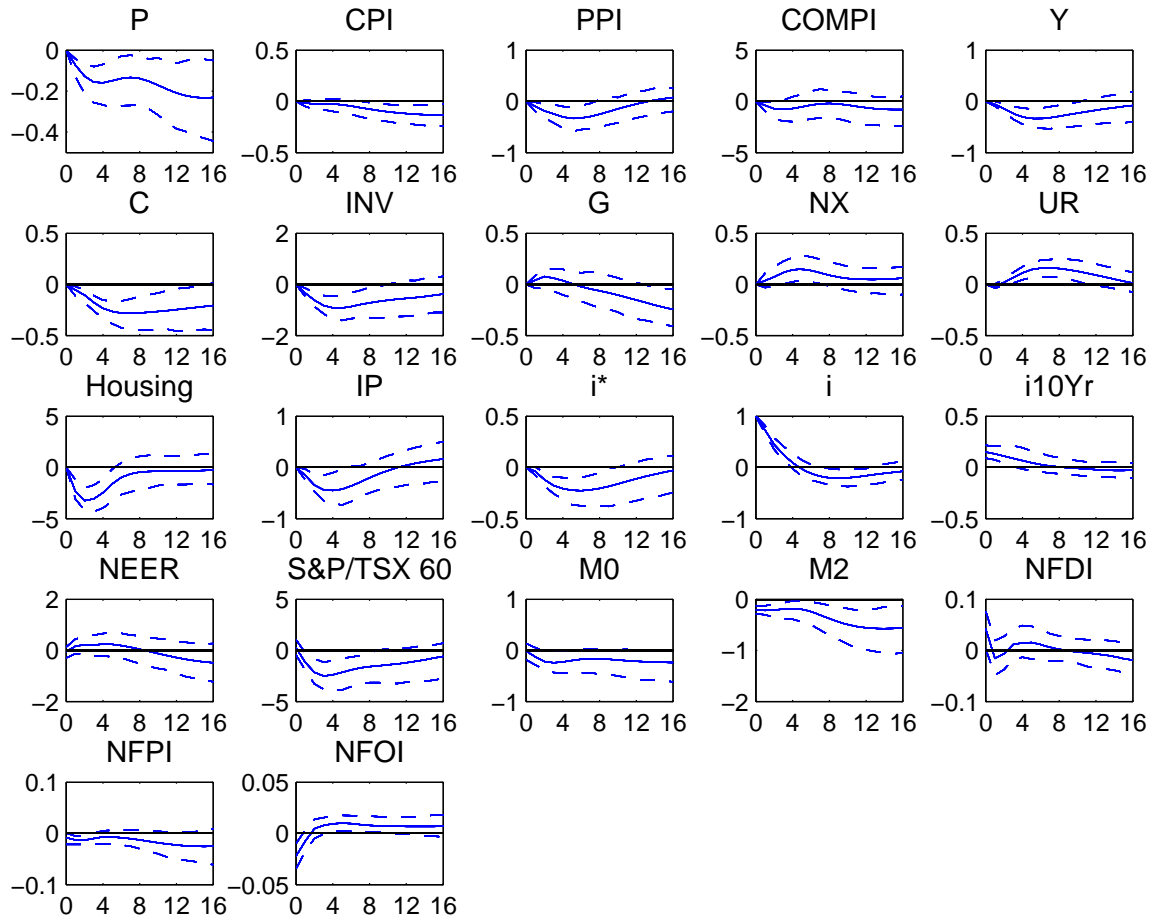 P CPI PPI COMPI Y
0 0.5 1 5 1
−0.2 0 0 0 0
−0.4 −0.5 −1 −5 −1
0 4 8 12 16 0 4 8 12 16 0 4 8 12 16 0 4 8 12 16 0 4 8 12 16
C INV G NX UR
0.5 2 0.5 0.5 0.5
0 0 0 0 0
−0.5 −2 −0.5 −0.5 −0.5
0 4 8 12 16 0 4 8 12 16 0 4 8 12 16 0 4 8 12 16 0 4 8 12 16
Housing IP i* i i10Yr
5 1 0.5 1 0.5
0 0 0 0 0
−5 −1 −0.5 −1 −0.5
0 4 8 12 16 0 4 8 12 16 0 4 8 12 16 0 4 8 12 16 0 4 8 12 16
NEER S&P/TSX 60 M0 M2 NFDI
2 5 1 0 0.1
0 0 0 −1 0
−2 −5 −1 −2 −0.1
0 4 8 12 16 0 4 8 12 16 0 4 8 12 16 0 4 8 12 16 0 4 8 12 16
NFPI NFOI
0.1 0.05
0 0
−0.1 −0.05
0 4 8 12 16 0 4 8 12 16